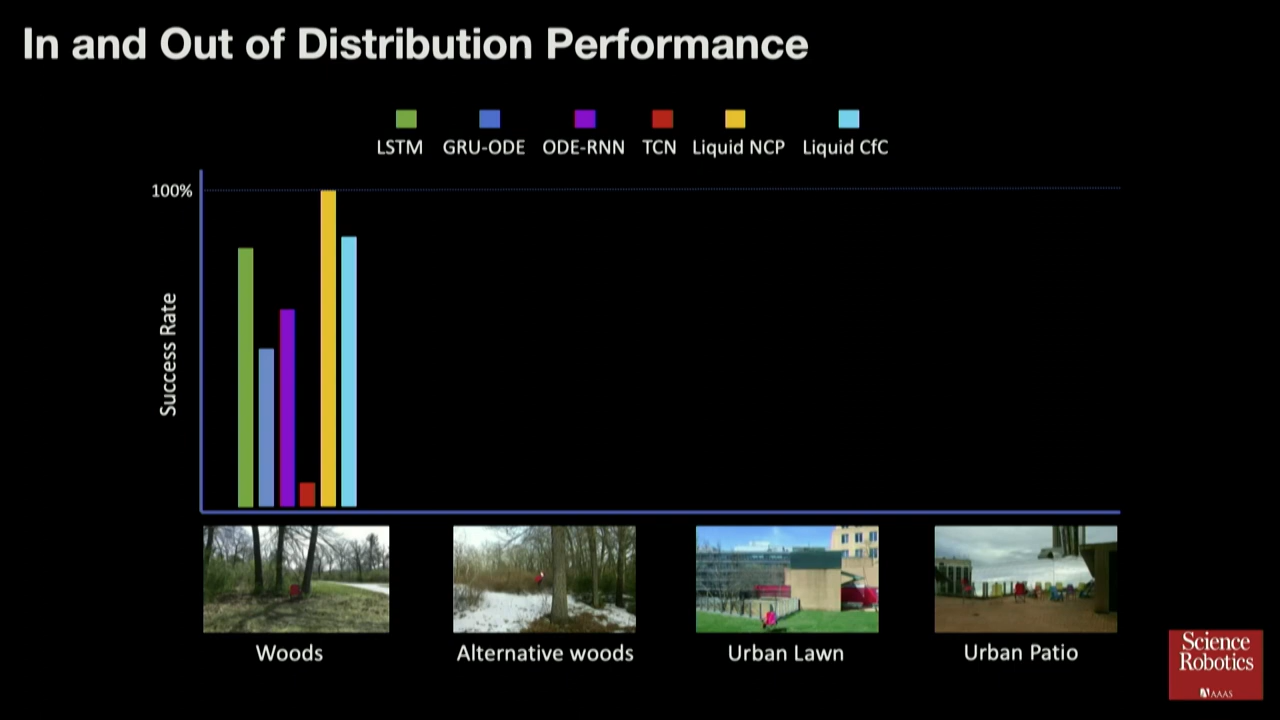 In and Out of Distribution Performance
LSTM
GRU-ODE
ODE-RNN
TCN
Liquid NCP
Liquid CfC
100%
Success Rate
Woods
Alternative woods
Urban Lawn
Urban Patio
Science
Robotics
AAAS